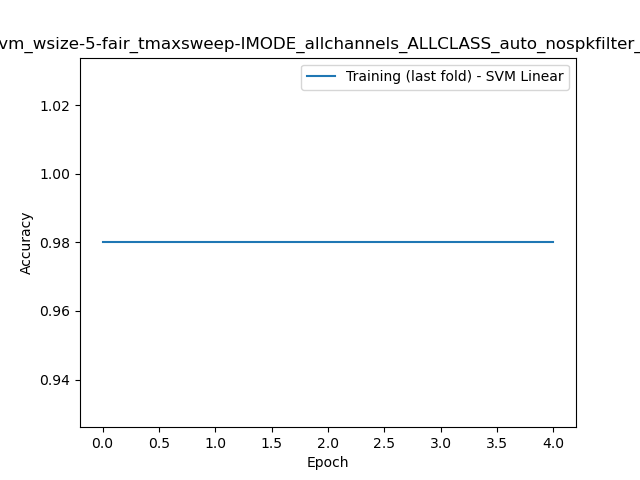 vm_wsize-5-fair_tmaxsweep-IMODE_allchannels_ALLCLASS_auto_nospkfilter_
Training (last fold) - SVM Linear
1.02
1.00
0.98
0.96
0.94
Accuracy
0.0 0.5 1.0 1.5 2.0 2.5 3.0 3.5 4.0
Epoch